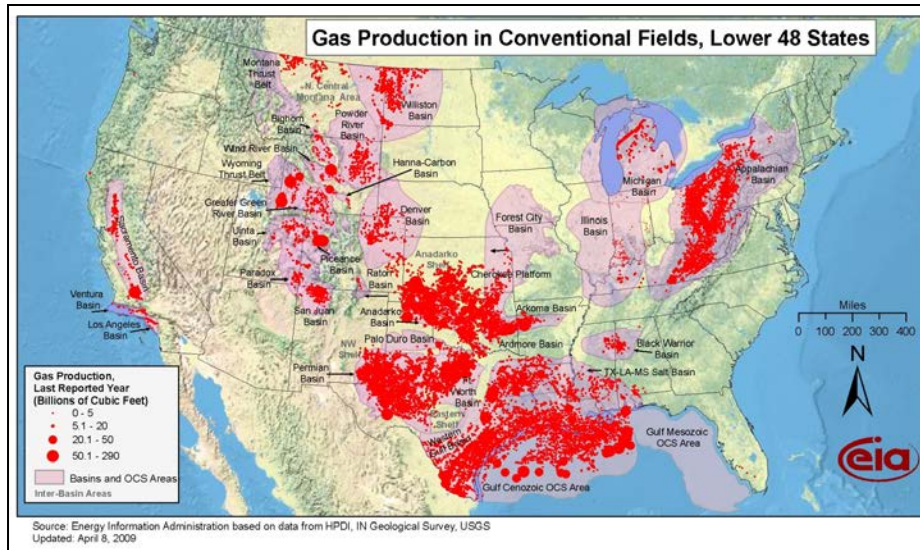 Gas Production in Conventional Fields, Lower 48 States
Montana
Thrust
Belt
N. Central
Montana Area
Williston
Basin
Bighorn
Basin
Powder
River
Basin
Wind River Basin
Wyoming
Thrust Belt
Hanna-Carbon
Basin
Greater Green
River Basin
Denver
Basin
Forest City
Basin
Illinois
Basin
Michigan
Basin
Appalachian
Basin
Uinta
Basin
Piceance
Basin
Anadarko
Shelf
Cherokee Platform
Sacramento Basin
Paradox
Basin
San Juan
Basin
Raton
Basin
Anadarko
Basin
Arkoma Basin
Ventura
Basin
Los Angeles
Basin
NW
Shelf
Palo Duro Basin
Ardmore Basin
Black Warrior
Basin
Permian
Basin
Ft.
Worth
Basin
TX-LA-MS Salt Basin
Eastern
Shelf
Western
Gulf Basin
Gulf Mesozoic
OCS Area
Gulf Cenozoic OCS Area
Miles
0 100 200 300 400
N
eia
Gas Production,
Last Reported Year
(Billions of Cubic Feet)
0 - 5
5.1 - 20
20.1 - 50
50.1 - 290
Basins and OCS Areas
Inter-Basin Areas
Source: Energy Information Administration based on data from HPDI, IN Geological Survey, USGS
Updated: April 8, 2009